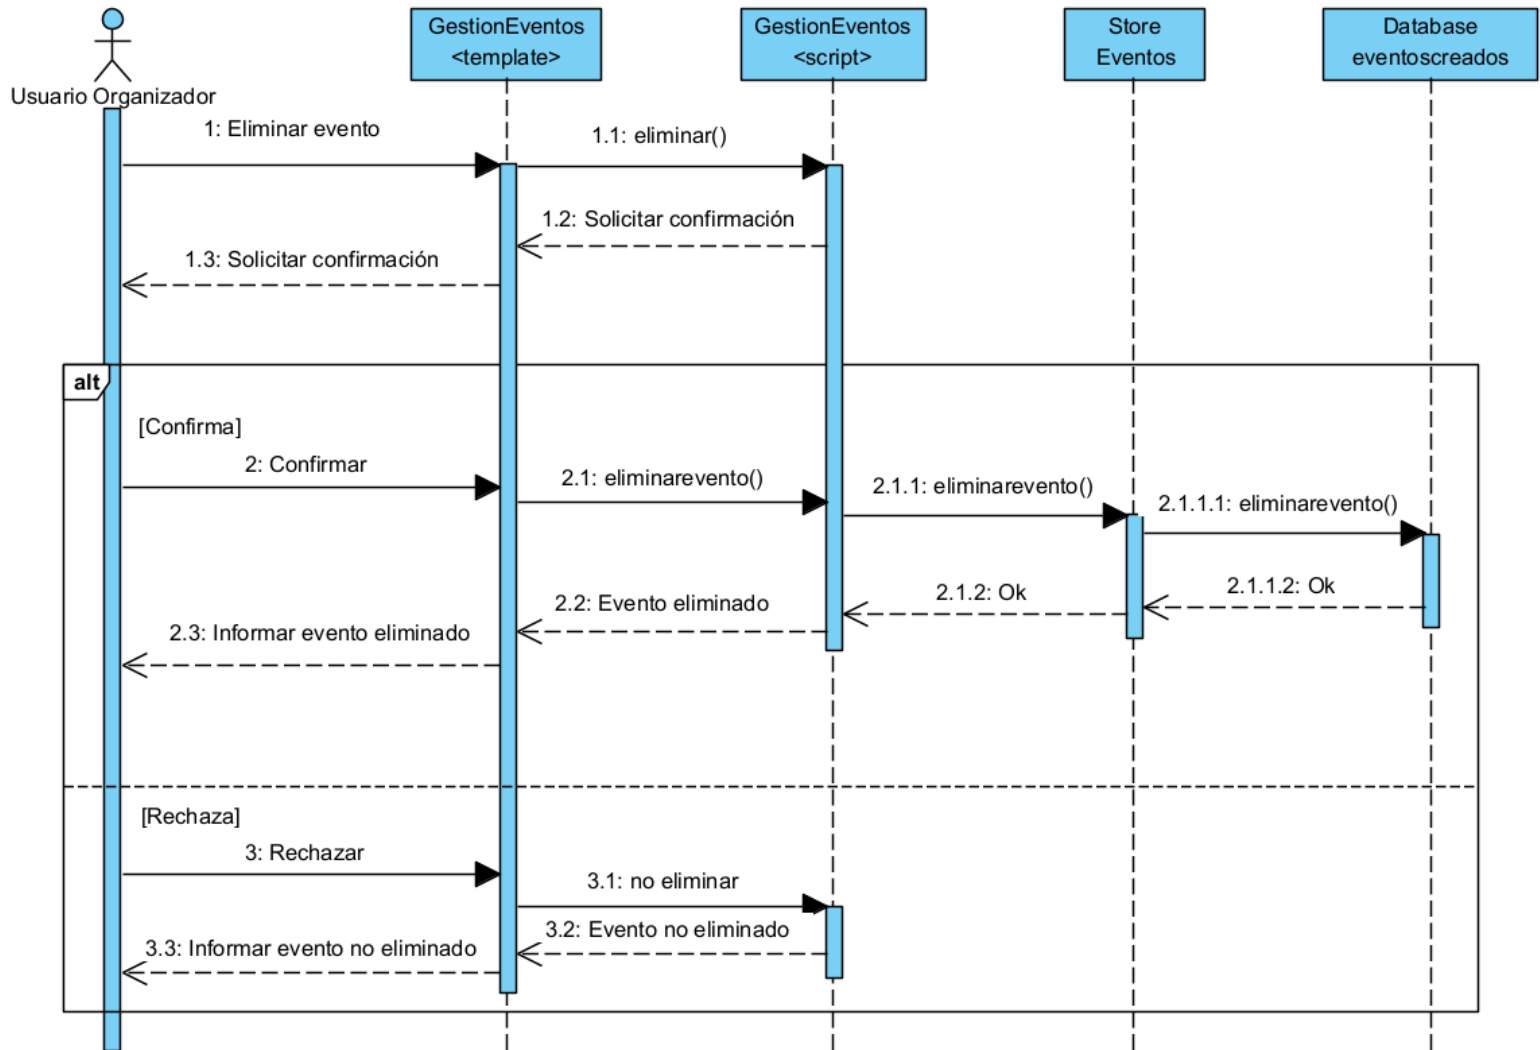 GestionEventos
<template>
GestionEventos
<script>
Store
Eventos
Database
eventoscreados
Usuario Organizador
1: Eliminar evento
1.1: eliminar()
1.2: Solicitar confirmación
1.3: Solicitar confirmación
alt
[Confirma]
2: Confirmar
2.1: eliminarevento()
2.1.1: eliminarevento()
2.1.1.1: eliminarevento()
2.1.1.2: Ok
2.1.2: Ok
2.2: Evento eliminado
2.3: Informar evento eliminado
[Rechaza]
3: Rechazar
3.1: no eliminar
3.2: Evento no eliminado
3.3: Informar evento no eliminado